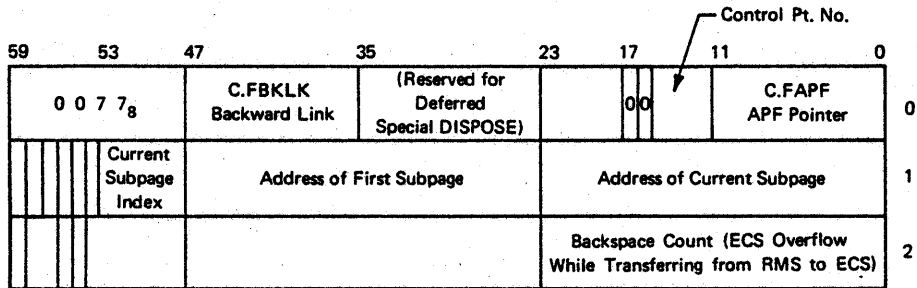 Control Pt. No.
59 53 47 35 23 17 11 0
0 0 7 7₈
C.FBKLK
Backward Link
(Reserved for
Deferred
Special DISPOSE)
0 0
C.FAPF
APF Pointer
0
Current
Subpage
Index
Address of First Subpage
Address of Current Subpage
1
Backspace Count (ECS Overflow
While Transferring from RMS to ECS)
2